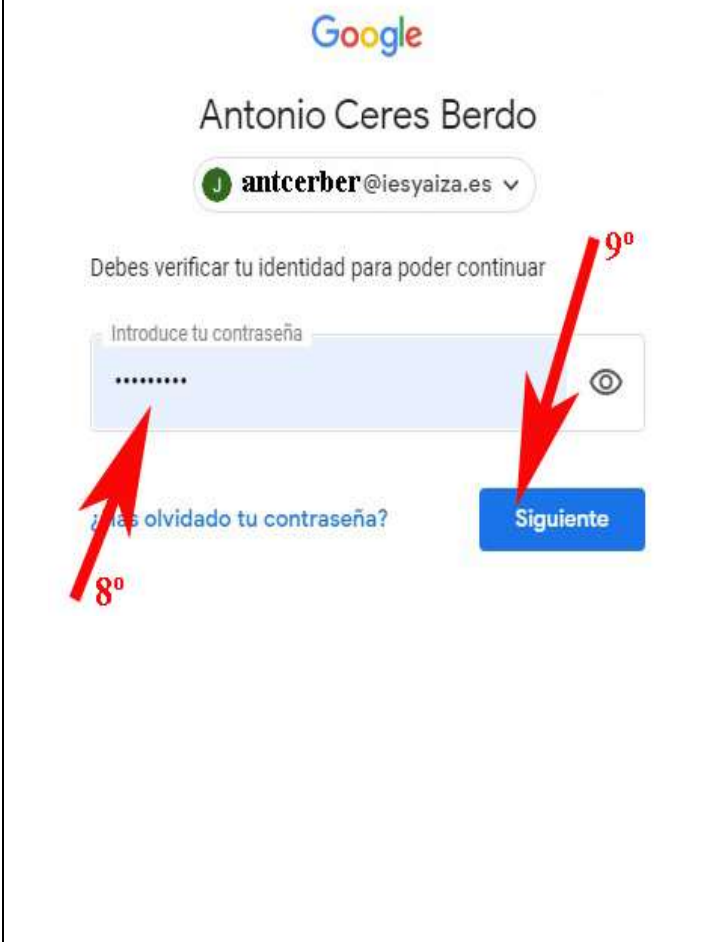 Google
Antonio Ceres Berdo
J antcerber@iesyaiza.es
9º
Debes verificar tu identidad para poder continuar
Introduce tu contraseña
•••••••••
¿Has olvidado tu contraseña?
Siguiente
8º